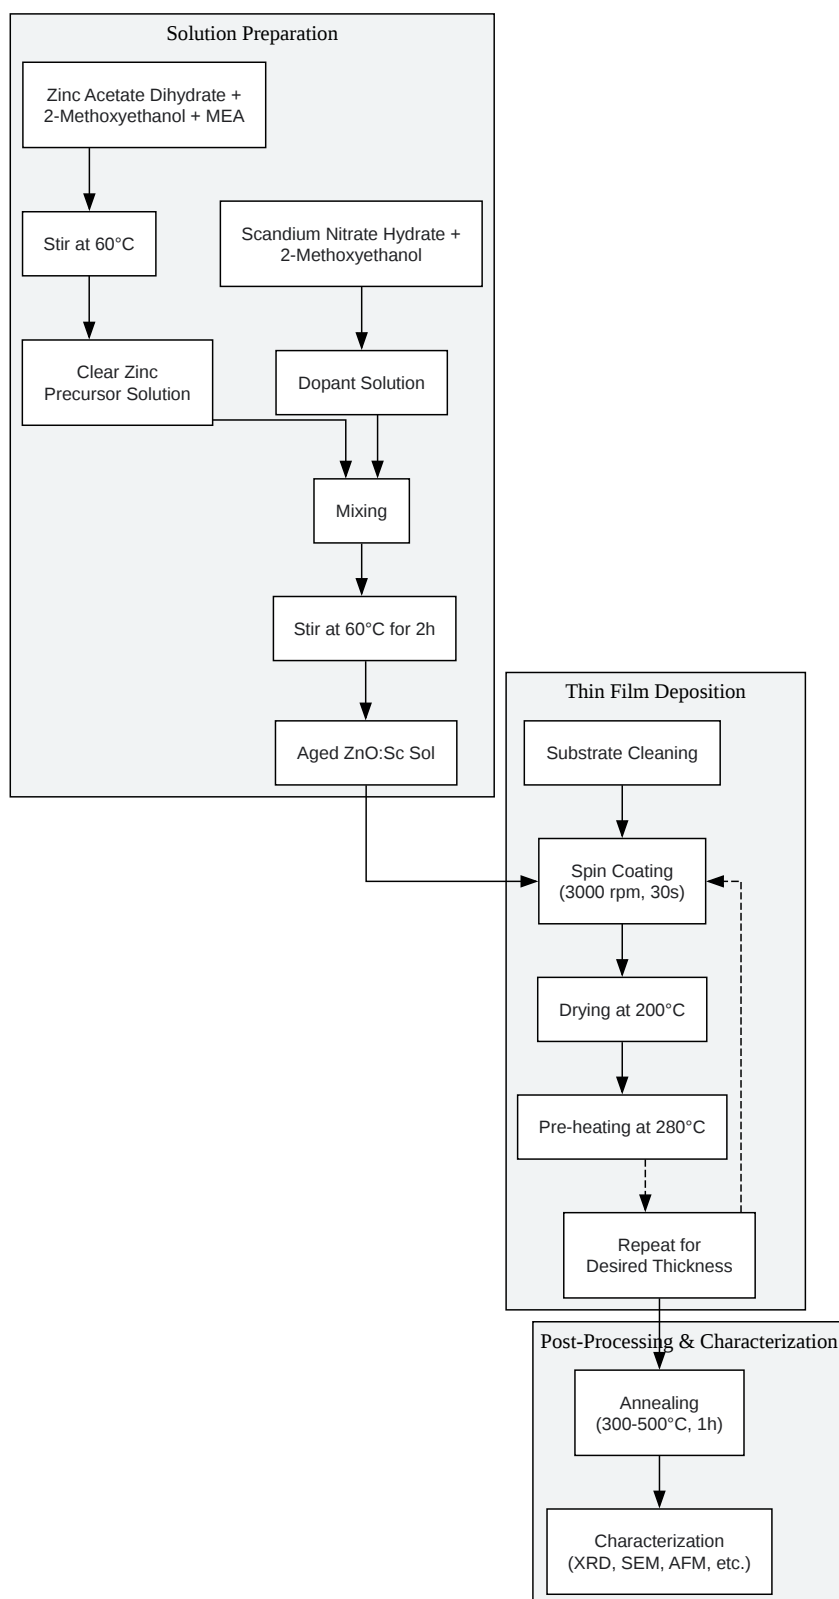 Solution Preparation
Zinc Acetate Dihydrate +
2-Methoxyethanol + MEA
Stir at 60°C
Scandium Nitrate Hydrate +
2-Methoxyethanol
Clear Zinc
Precursor Solution
Dopant Solution
Mixing
Stir at 60°C for 2h
Aged ZnO:Sc Sol
Thin Film Deposition
Substrate Cleaning
Spin Coating
(3000 rpm, 30s)
Drying at 200°C
Pre-heating at 280°C
Repeat for
Desired Thickness
Post-Processing & Characterization
Annealing
(300-500°C, 1h)
Characterization
(XRD, SEM, AFM, etc.)